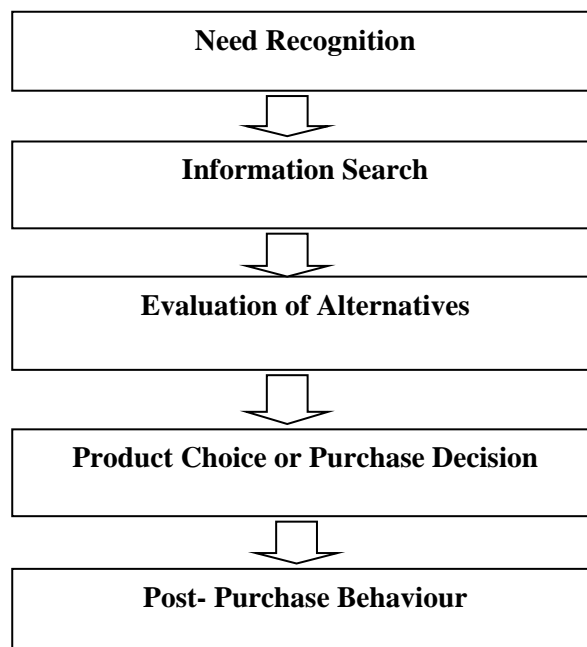 Need Recognition
Information Search
Evaluation of Alternatives
Product Choice or Purchase Decision
Post- Purchase Behaviour